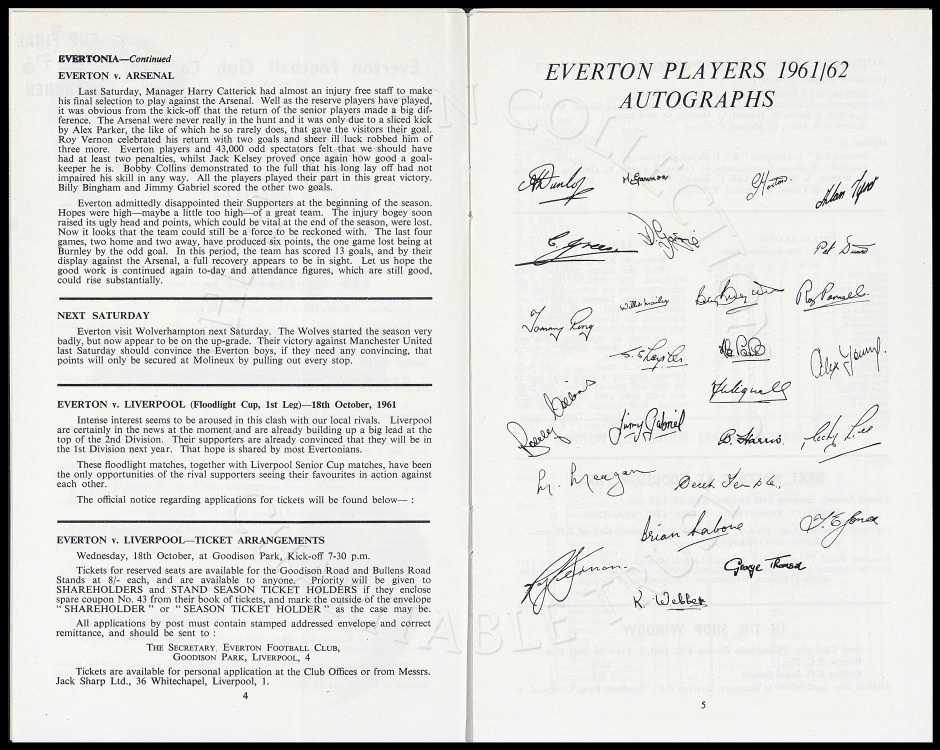 EVERTONIA—Continued
EVERTON v. ARSENAL
Last Saturday, Manager Harry Catterick had almost an injury free staff to make
his final selection to play against the Arsenal. Well as the reserve players have played,
it was obvious from the kick-off that the return of the senior players made a big dif-
ference. The Arsenal were never really in the hunt and it was only due to a sliced kick
by Alex Parker, the like of which he so rarely does, that gave the visitors their goal.
Roy Vernon celebrated his return with two goals and sheer ill luck robbed him of
three more. Everton players and 43,000 odd spectators felt that we should have
had at least two penalties, whilst Jack Kelsey proved once again how good a goal-
keeper he is. Bobby Collins demonstrated to the full that his long lay off had not
impaired his skill in any way. All the players played their part in this great victory.
Billy Bingham and Jimmy Gabriel scored the other two goals.
Everton admittedly disappointed their Supporters at the beginning of the season.
Hopes were high—maybe a little too high—of a great team. The injury bogey soon
raised its ugly head and points, which could be vital at the end of the season, were lost.
Now it looks that the team could still be a force to be reckoned with. The last four
games, two home and two away, have produced six points, the one game lost being at
Burnley by the odd goal. In this period, the team has scored 13 goals, and by their
display against the Arsenal, a full recovery appears to be in sight. Let us hope the
good work is continued again to-day and attendance figures, which are still good,
could rise substantially.
NEXT SATURDAY
Everton visit Wolverhampton next Saturday. The Wolves started the season very
badly, but now appear to be on the up-grade. Their victory against Manchester United
last Saturday should convince the Everton boys, if they need any convincing, that
points will only be secured at Molineux by pulling out every stop.
EVERTON v. LIVERPOOL (Floodlight Cup, 1st Leg)—18th October, 1961
Intense interest seems to be aroused in this clash with our local rivals. Liverpool
are certainly in the news at the moment and are already building up a big lead at the
top of the 2nd Division. Their supporters are already convinced that they will be in
the 1st Division next year. That hope is shared by most Evertonians.
These floodlight matches, together with Liverpool Senior Cup matches, have been
the only opportunities of the rival supporters seeing their favourites in action against
each other.
The official notice regarding applications for tickets will be found below— :
EVERTON v. LIVERPOOL—TICKET ARRANGEMENTS
Wednesday, 18th October, at Goodison Park, Kick-off 7-30 p.m.
Tickets for reserved seats are available for the Goodison Road and Bullens Road
Stands at 8/- each, and are available to anyone. Priority will be given to
SHAREHOLDERS and STAND SEASON TICKET HOLDERS if they enclose
spare coupon No. 43 from their book of tickets, and mark the outside of the envelope
" SHAREHOLDER " or " SEASON TICKET HOLDER " as the case may be.
All applications by post must contain stamped addressed envelope and correct
remittance, and should be sent to :
THE SECRETARY, EVERTON FOOTBALL CLUB,
GOODISON PARK, LIVERPOOL, 4
Tickets are available for personal application at the Club Offices or from Messrs.
Jack Sharp Ltd., 36 Whitechapel, Liverpool, 1.
4
EVERTON PLAYERS 1961/62
AUTOGRAPHS
A Dunlop
Tommy Ring
Alex Young
Bobby Collins
Jimmy Gabriel
B. Harris
M. Meagan
Derek Temple
Brian Labone
T. E. Jones
Roy Vernon.
George Thomson
K. Webber
5